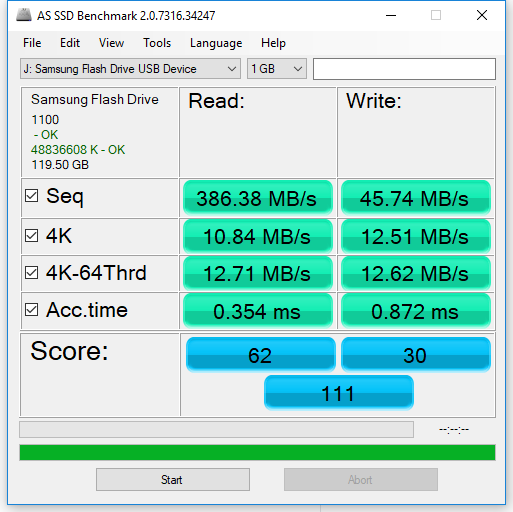 AS SSD Benchmark 2.0.7316.34247
File Edit View Tools Language Help
J: Samsung Flash Drive USB Device 1 GB
Samsung Flash Drive
1100
- OK
48836608 K - OK
119.50 GB
Read: Write:
Seq 386.38 MB/s 45.74 MB/s
4K 10.84 MB/s 12.51 MB/s
4K-64Thrd 12.71 MB/s 12.62 MB/s
Acc.time 0.354 ms 0.872 ms
Score: 62 30
111
--:--:--
Start Abort